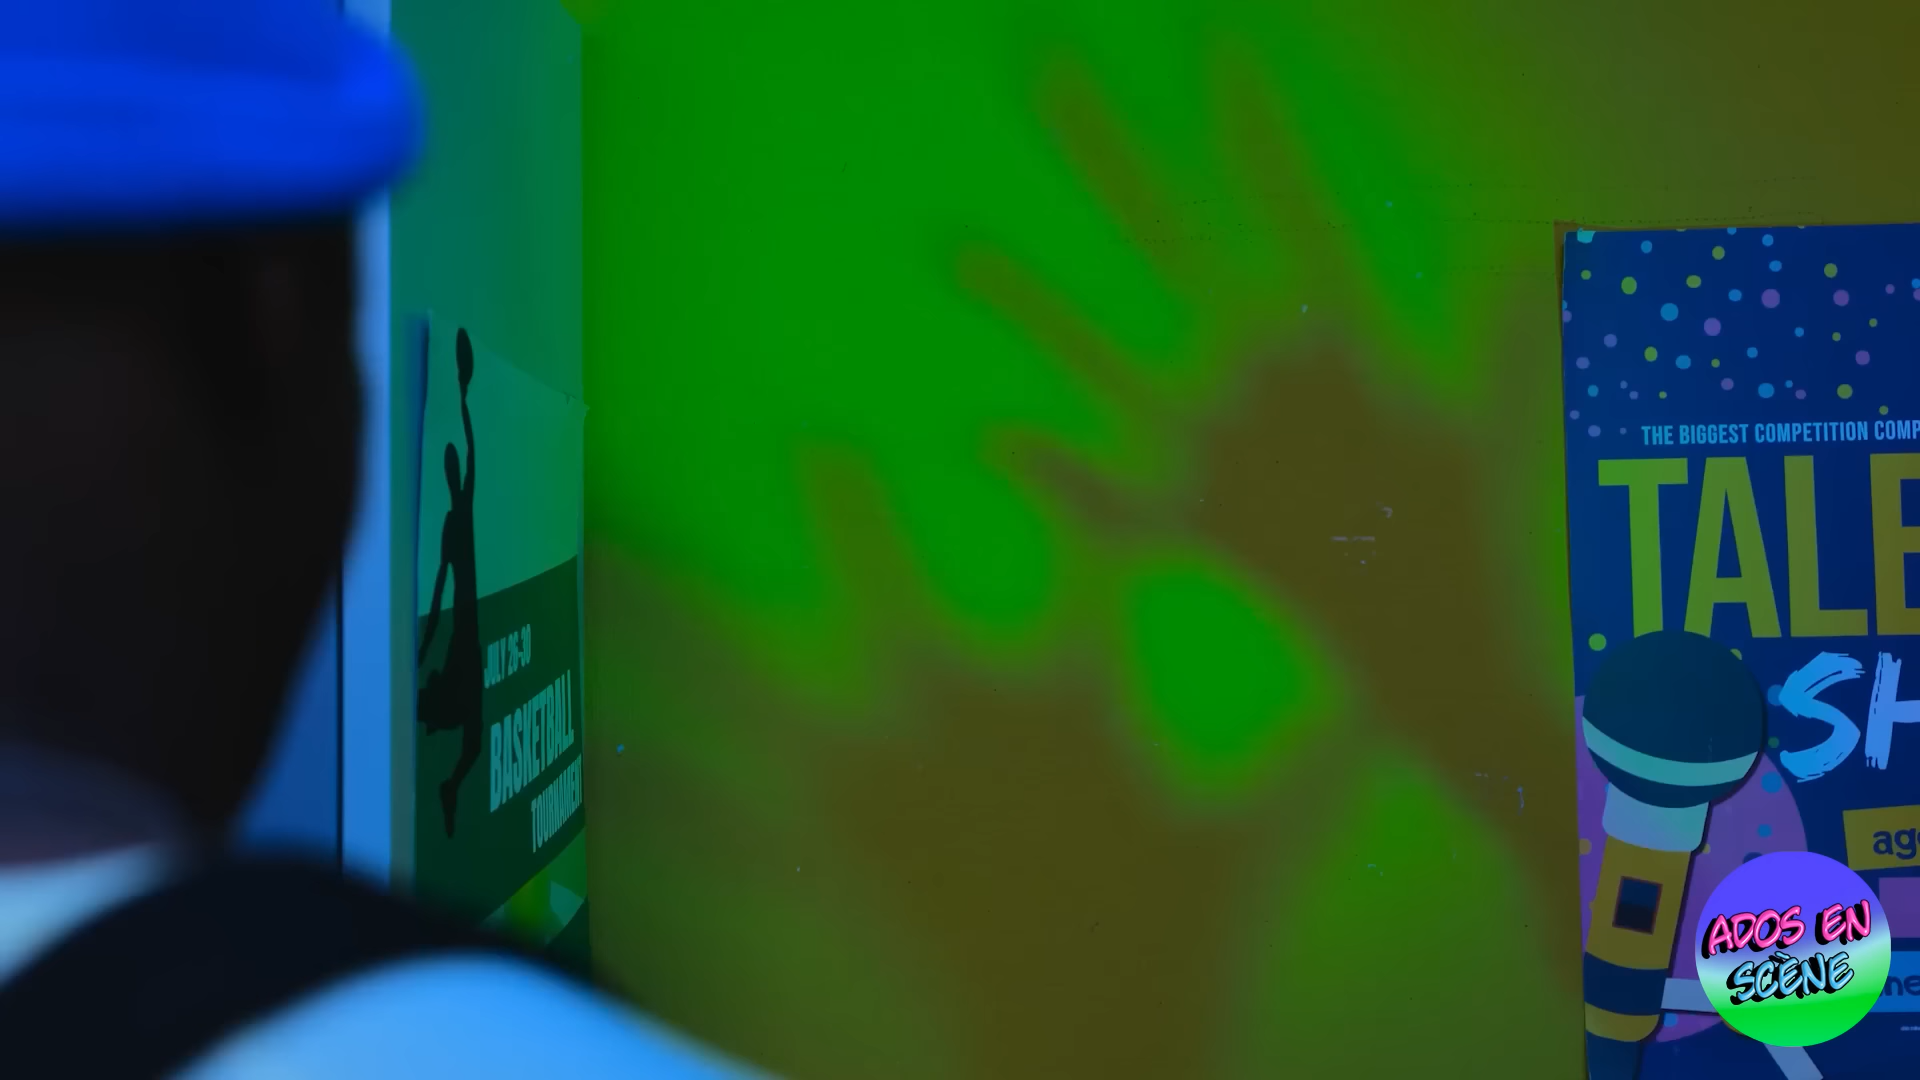 JULY 26-30
BASKETBALL
TOURNAMENT
THE BIGGEST COMPETITION COMP
TALE
SH
ag
ne
ADOS EN
SCÈNE